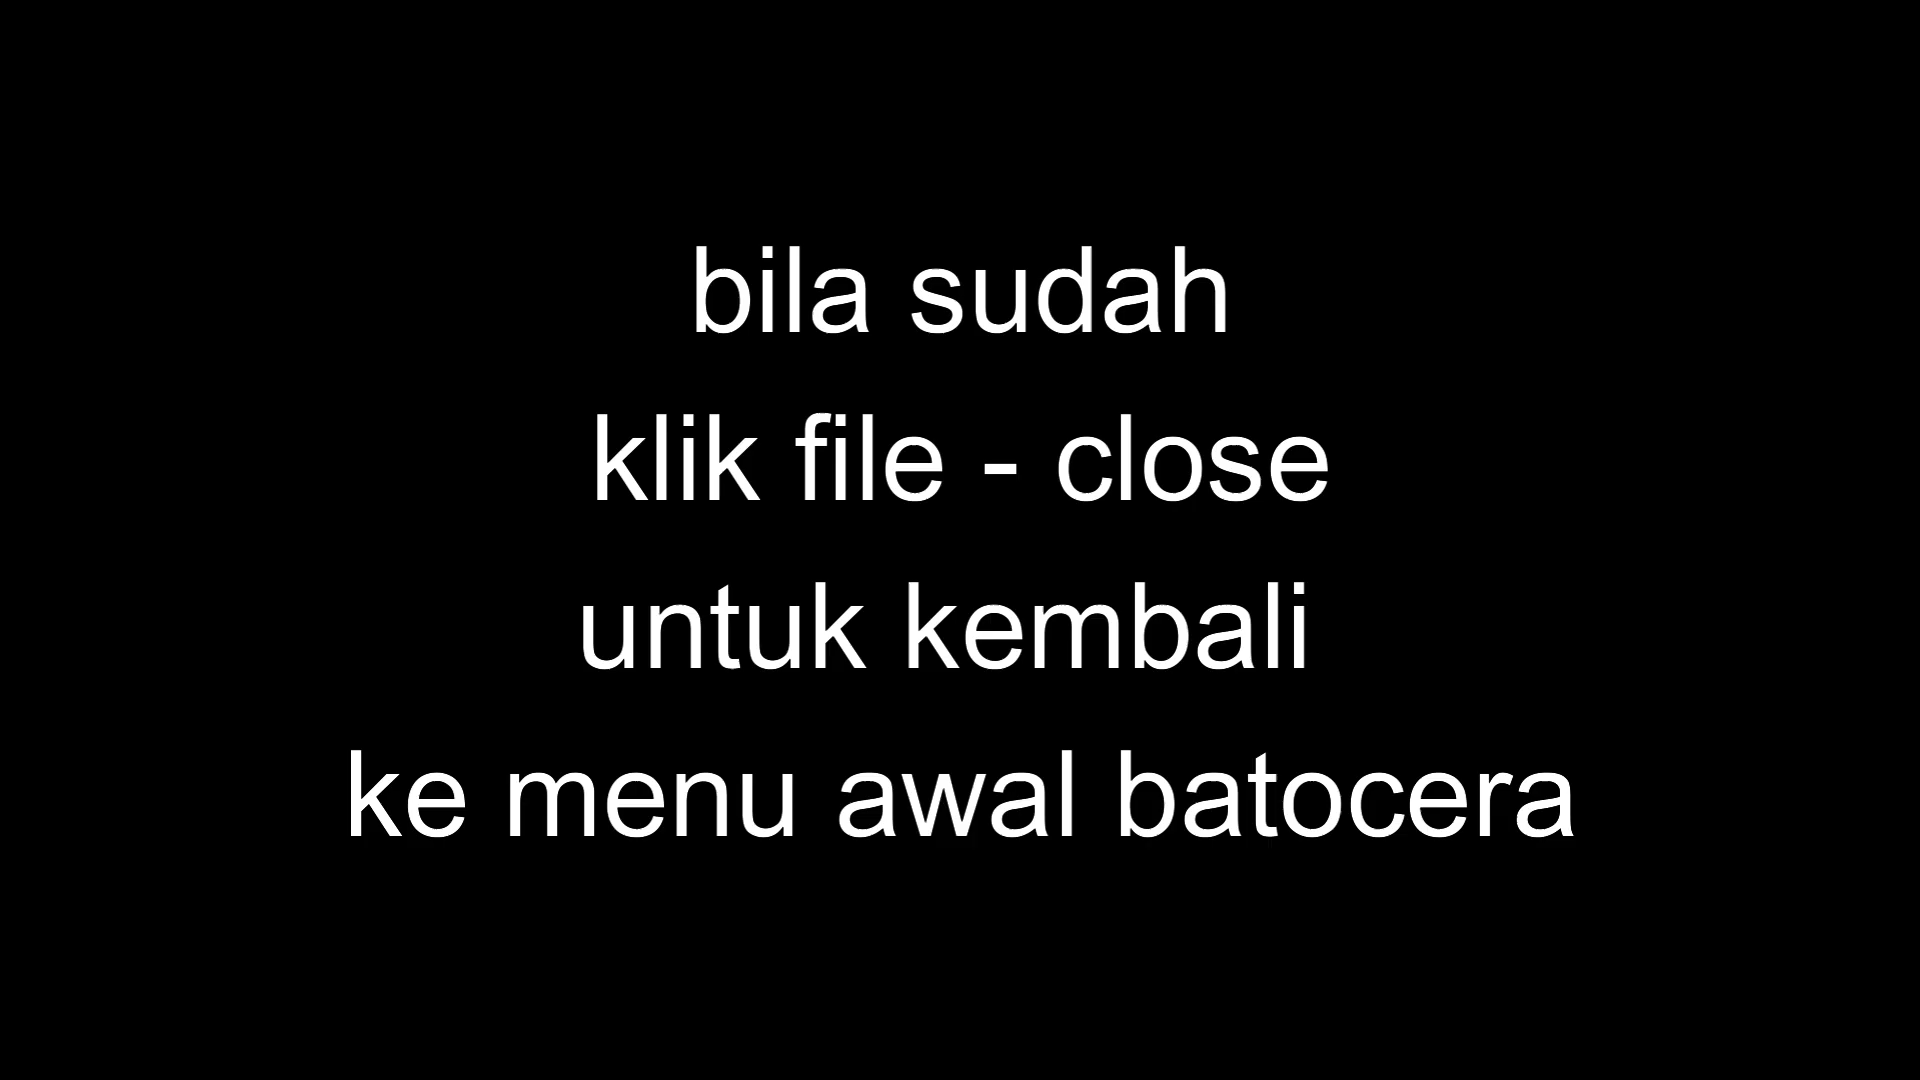 bila sudah
klik file - close
untuk kembali
ke menu awal batocera